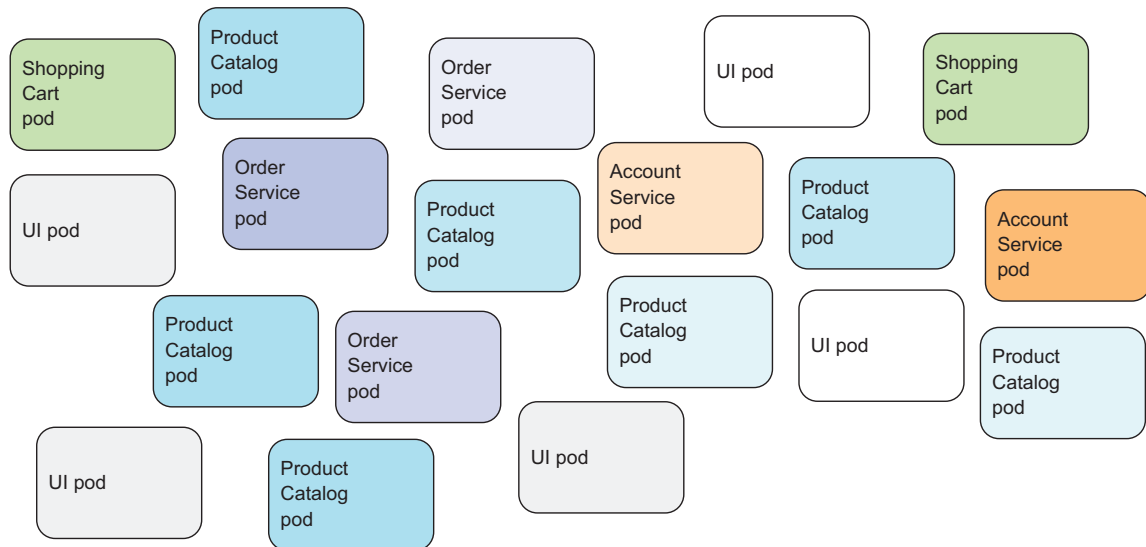 Shopping
Cart
pod
Product
Catalog
pod
Order
Service
pod
UI pod
Shopping
Cart
pod
UI pod
Order
Service
pod
Product
Catalog
pod
Account
Service
pod
Product
Catalog
pod
Account
Service
pod
Product
Catalog
pod
Order
Service
pod
Product
Catalog
pod
UI pod
Product
Catalog
pod
UI pod
Product
Catalog
pod
UI pod